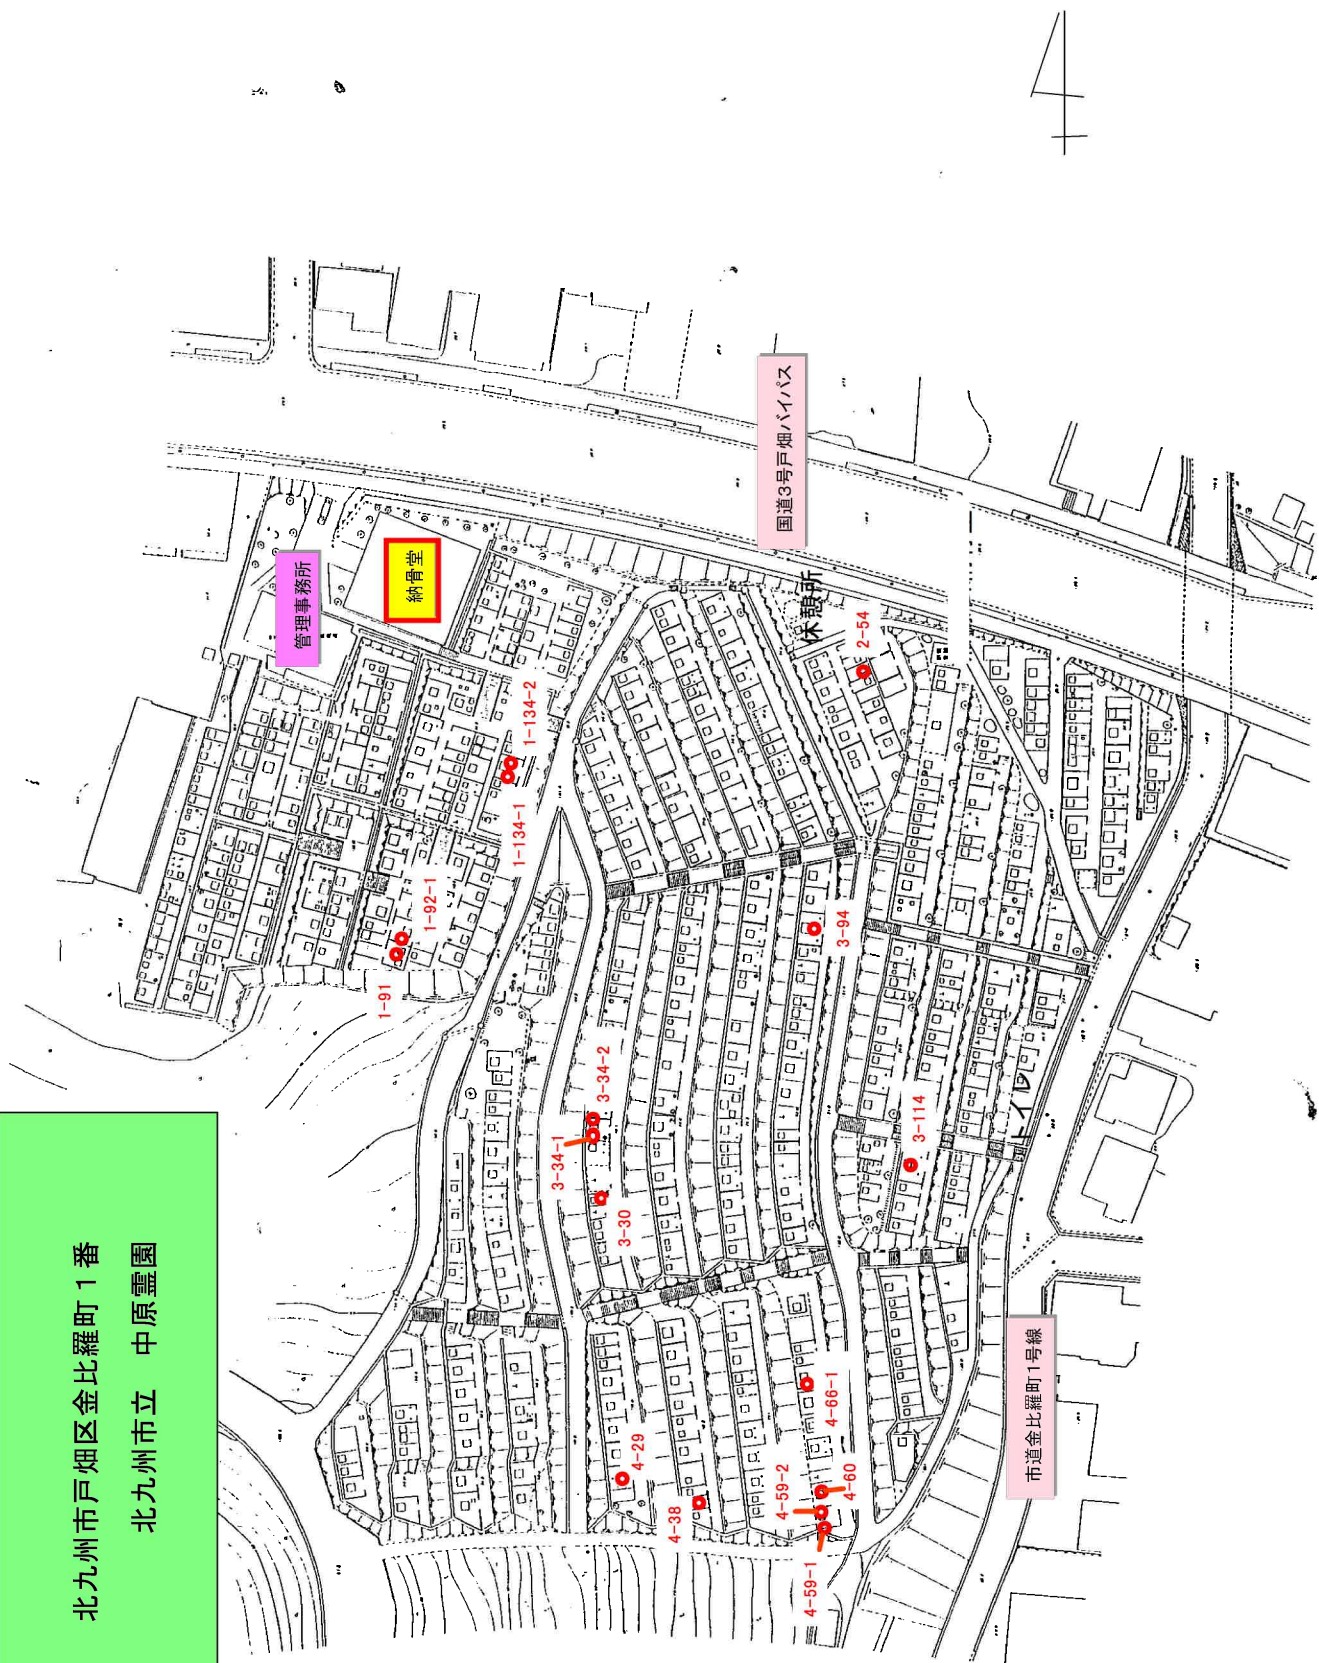 北九州市戸畑区金比羅町1番
北九州市立 中原霊園
管理事務所
納骨堂
国道3号戸畑バイパス
休憩所
2-54
1-134-2
1-134-1
1-92-1
1-91
3-94
3-34-2
3-34-1
3-30
3-114
トイレ
市道金比羅町1号線
4-29
4-38
4-66-1
4-60
4-59-2
4-59-1